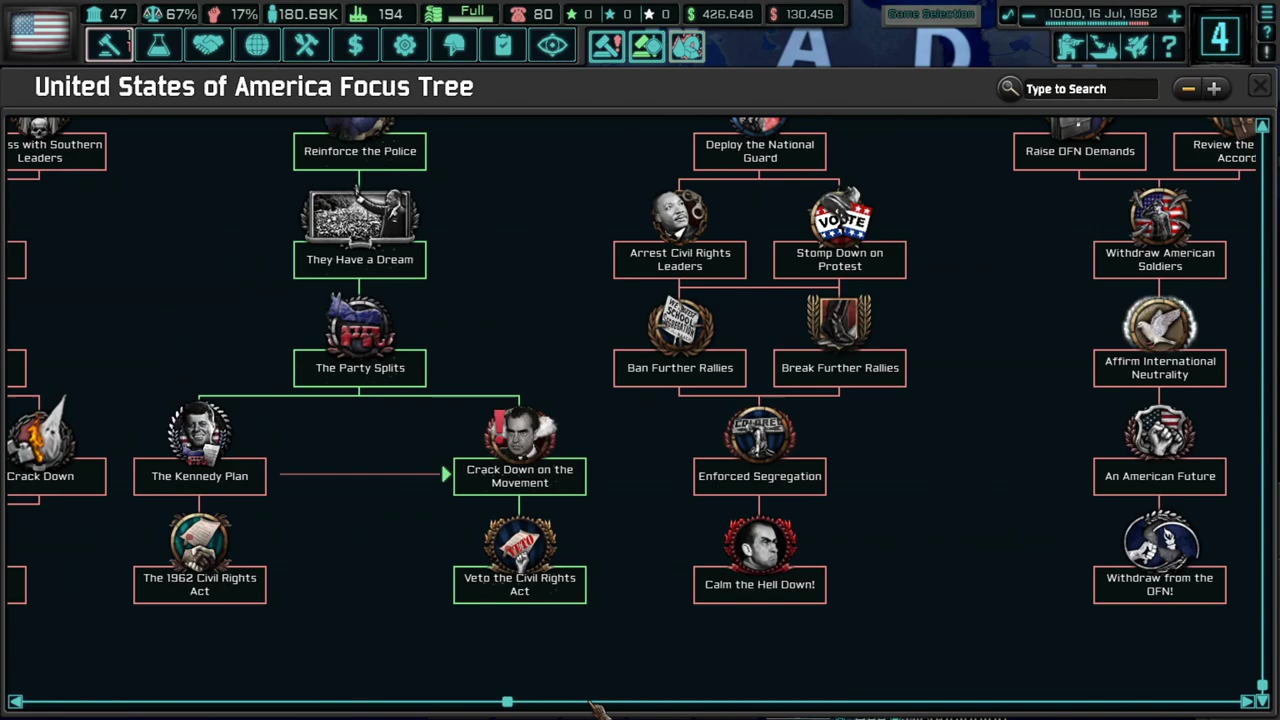 47
67%
17%
180.69K
194
Full
80
0
0
0
$ 426.64B
$ 130.45B
Game Selection
10:00, 16 Jul, 1962
4
A D
United States of America Focus Tree
Type to Search
ss with Southern
Leaders
Reinforce the Police
Deploy the National
Guard
Raise OFN Demands
Review the
Accord
VOTE
They Have a Dream
Arrest Civil Rights
Leaders
Stomp Down on
Protest
Withdraw American
Soldiers
SCHOOL
The Party Splits
Ban Further Rallies
Break Further Rallies
Affirm International
Neutrality
COLORED
Crack Down
The Kennedy Plan
Crack Down on the
Movement
Enforced Segregation
An American Future
VETO
The 1962 Civil Rights
Act
Veto the Civil Rights
Act
Calm the Hell Down!
Withdraw from the
OFN!